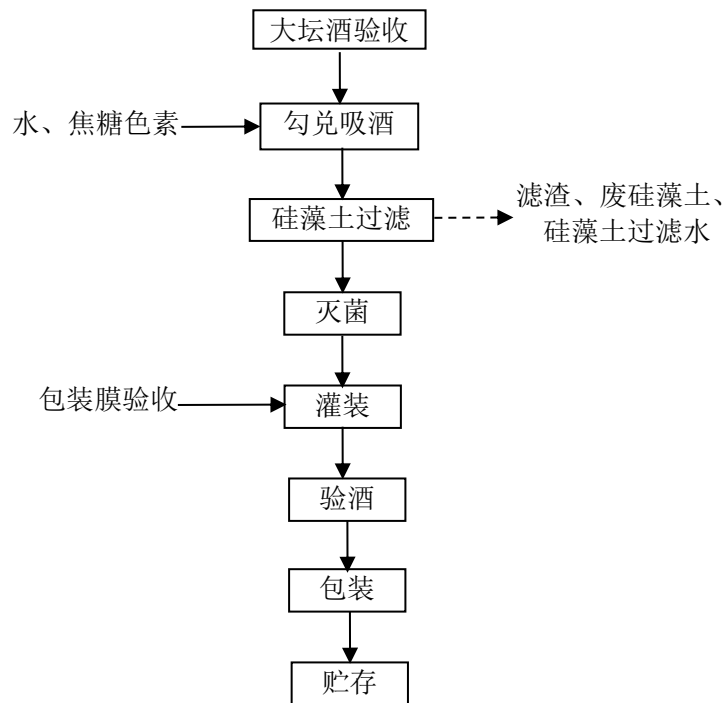 大坛酒验收
水、焦糖色素
勾兑吸酒
硅藻土过滤
滤渣、废硅藻土、
硅藻土过滤水
灭菌
包装膜验收
灌装
验酒
包装
贮存